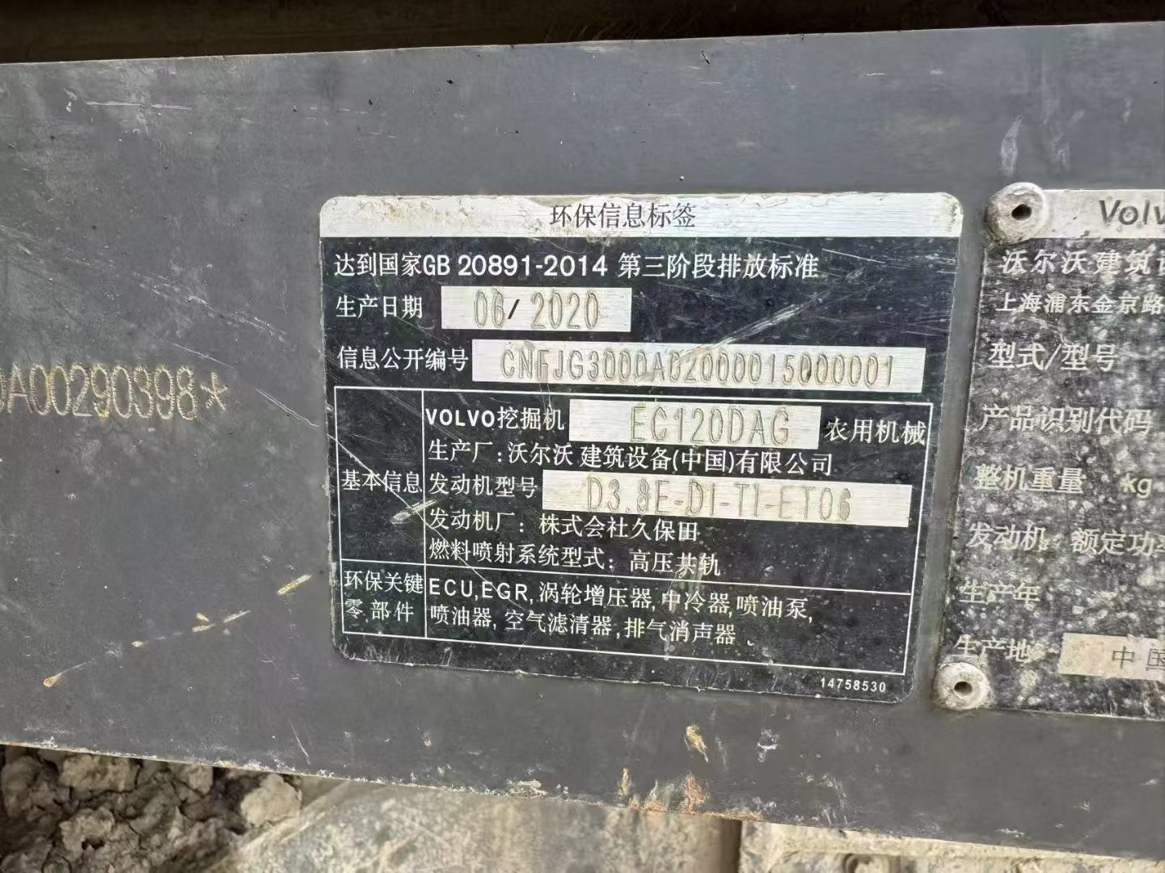 环保信息标签
达到国家GB 20891-2014 第三阶段排放标准
生产日期 06/2020
信息公开编号 CNFJG3000A02000015000001
基本信息
VOLVO挖掘机 EC120DAG 农用机械
生产厂:沃尔沃 建筑设备(中国)有限公司
发动机型号 D3.8E-DI-TI-ET06
发动机厂: 株式会社久保田
燃料喷射系统型式: 高压共轨
环保关键
零部件
ECU,EGR,涡轮增压器,中冷器,喷油泵,
喷油器,空气滤清器,排气消声器
14758530
A00290398*
Volv
沃尔沃建筑设
上海浦东金京路
型式/型号
产品识别代码
整机重量 kg
发动机 额定功率
生产年
生产地 中国